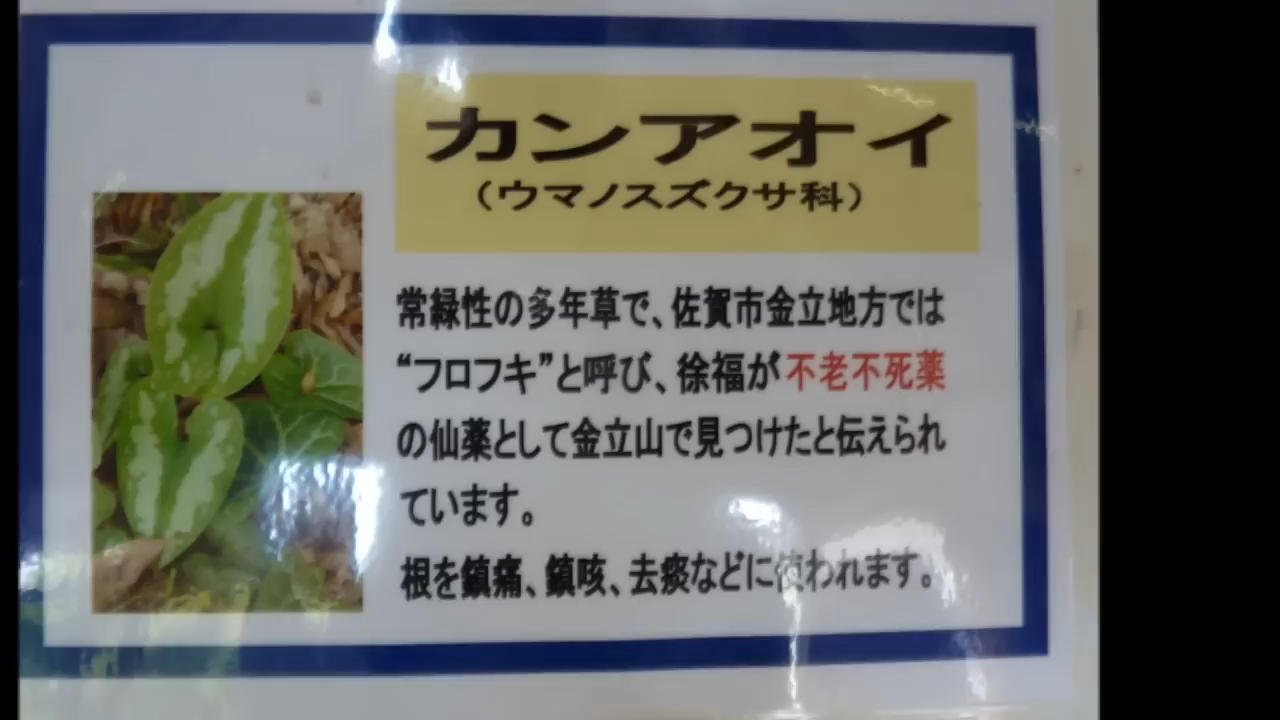 カンアオイ
（ウマノスズクサ科）
常緑性の多年草で、佐賀市金立地方では
“フロフキ”と呼び、徐福が不老不死薬
の仙薬として金立山で見つけたと伝えられ
ています。
根を鎮痛、鎮咳、去痰などに使われます。